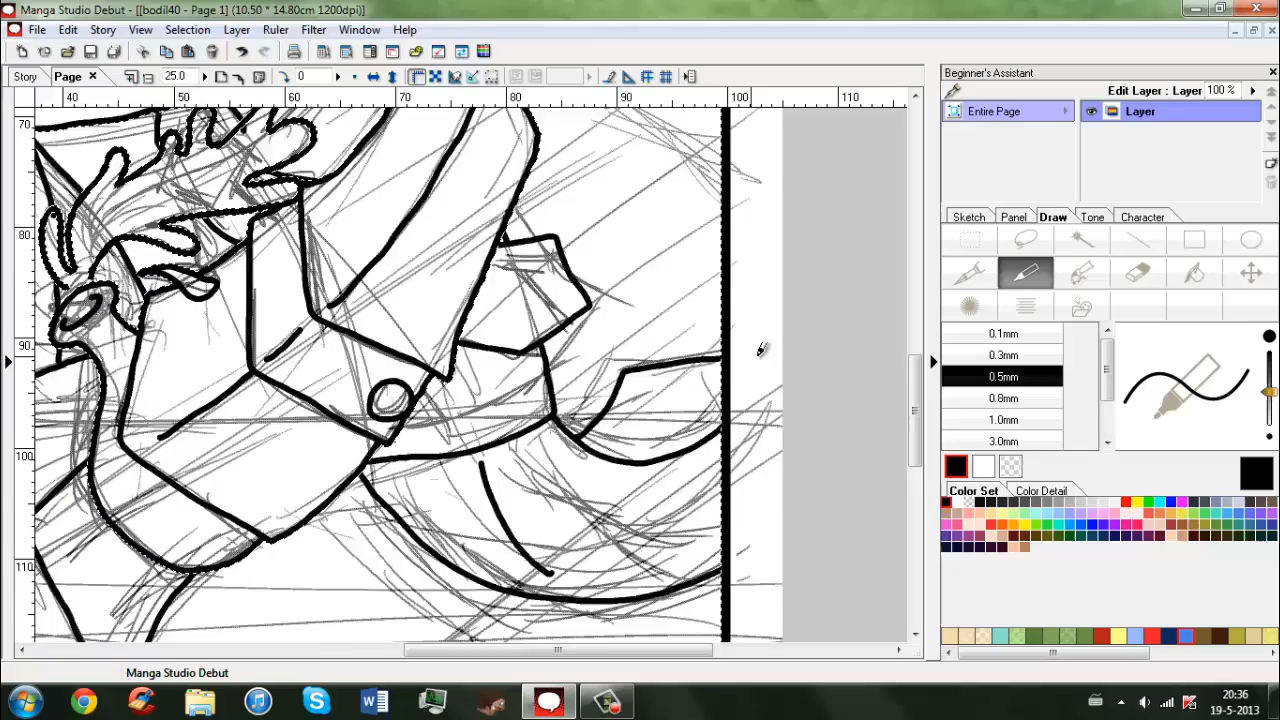 Manga Studio Debut - [[bodil40 - Page 1] (10.50 * 14.80cm 1200dpi)]
File Edit Story View Selection Layer Ruler Filter Window Help
Story Page 25.0 0
40 50 60 70 80 90 100 110
70
80
90
100
110
Beginner's Assistant
Edit Layer : Layer 100 %
Entire Page Layer
Sketch Panel Draw Tone Character
0.1mm
0.3mm
0.5mm
0.8mm
1.0mm
3.0mm
Color Set Color Detail
Manga Studio Debut
20:36
19-5-2013